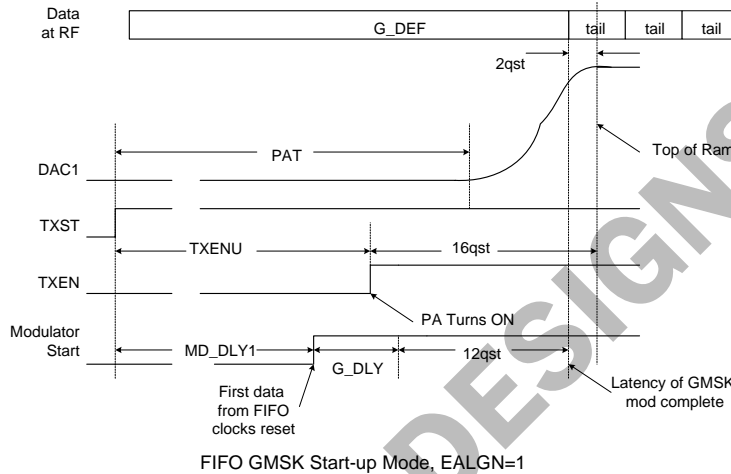 Data
at RF
G_DEF
tail
tail
tail
2qst
PAT
Top of Ram
DAC1
TXST
TXENU
16qst
TXEN
PA Turns ON
Modulator
Start
MD_DLY1
G_DLY
12qst
First data
from FIFO
clocks reset
Latency of GMSK
mod complete
DESIGNS
FIFO GMSK Start-up Mode, EALGN=1